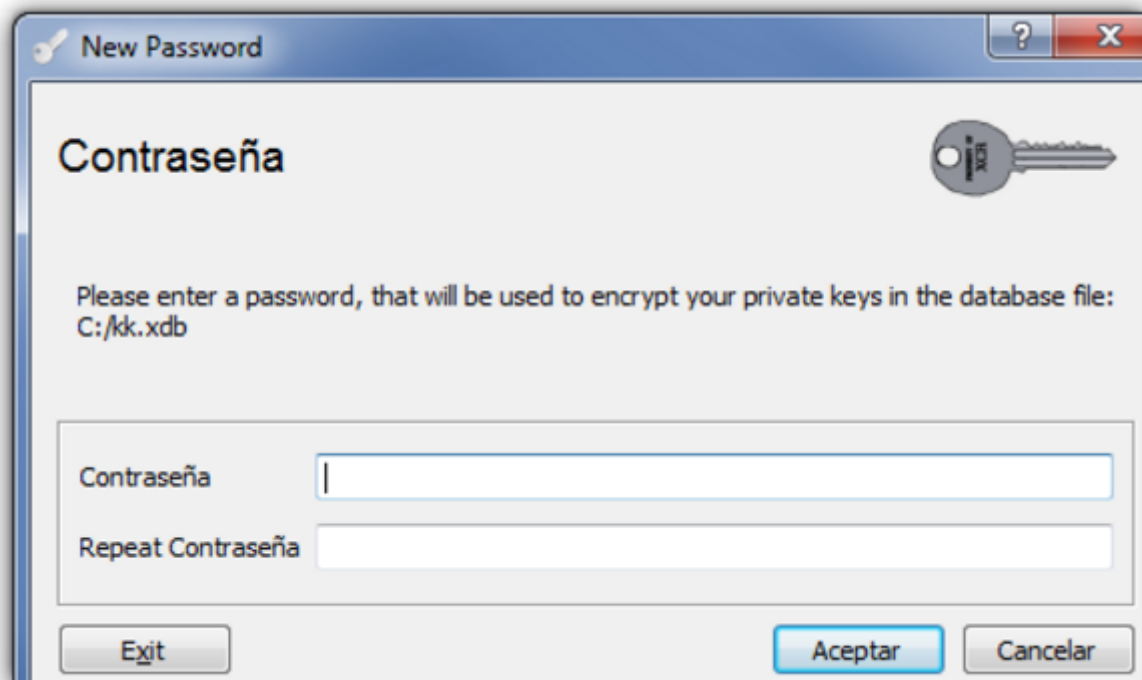 New Password
Contraseña
Please enter a password, that will be used to encrypt your private keys in the database file:
C:/kk.xdb
Contraseña
Repeat Contraseña
Exit Aceptar Cancelar